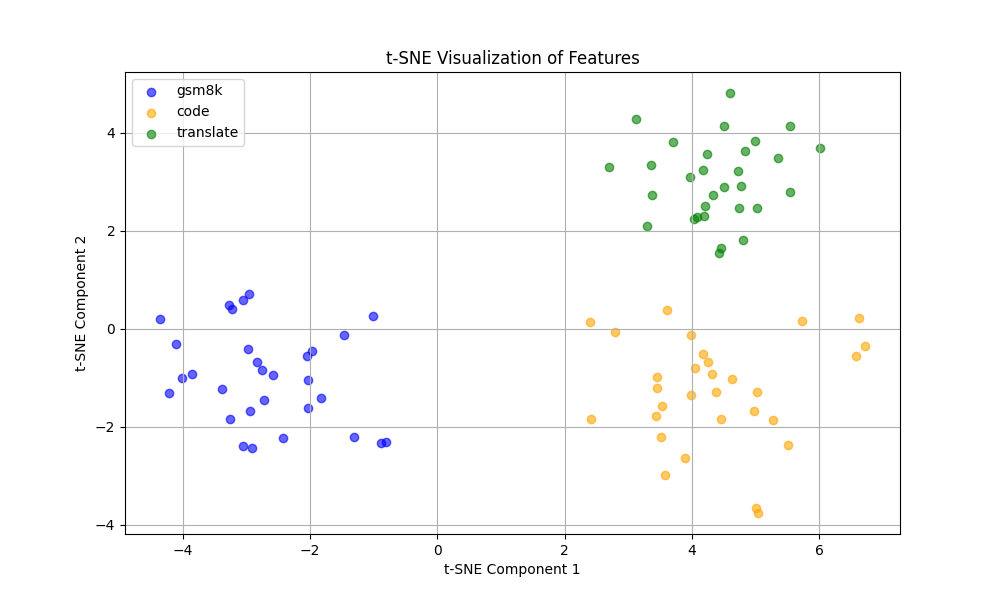 t-SNE Visualization of Features
gsm8k
code
translate
4
2
0
−2
−4
t-SNE Component 2
−4
−2
0
2
4
6
t-SNE Component 1